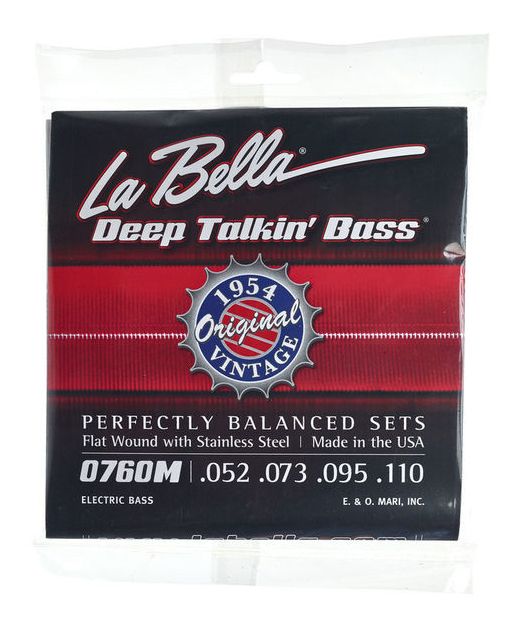 La Bella®
Deep Talkin' Bass®
1954
Original
VINTAGE
PERFECTLY BALANCED SETS
Flat Wound with Stainless Steel | Made in the USA
0760M | .052 .073 .095 .110
ELECTRIC BASS E. & O. MARI, INC.